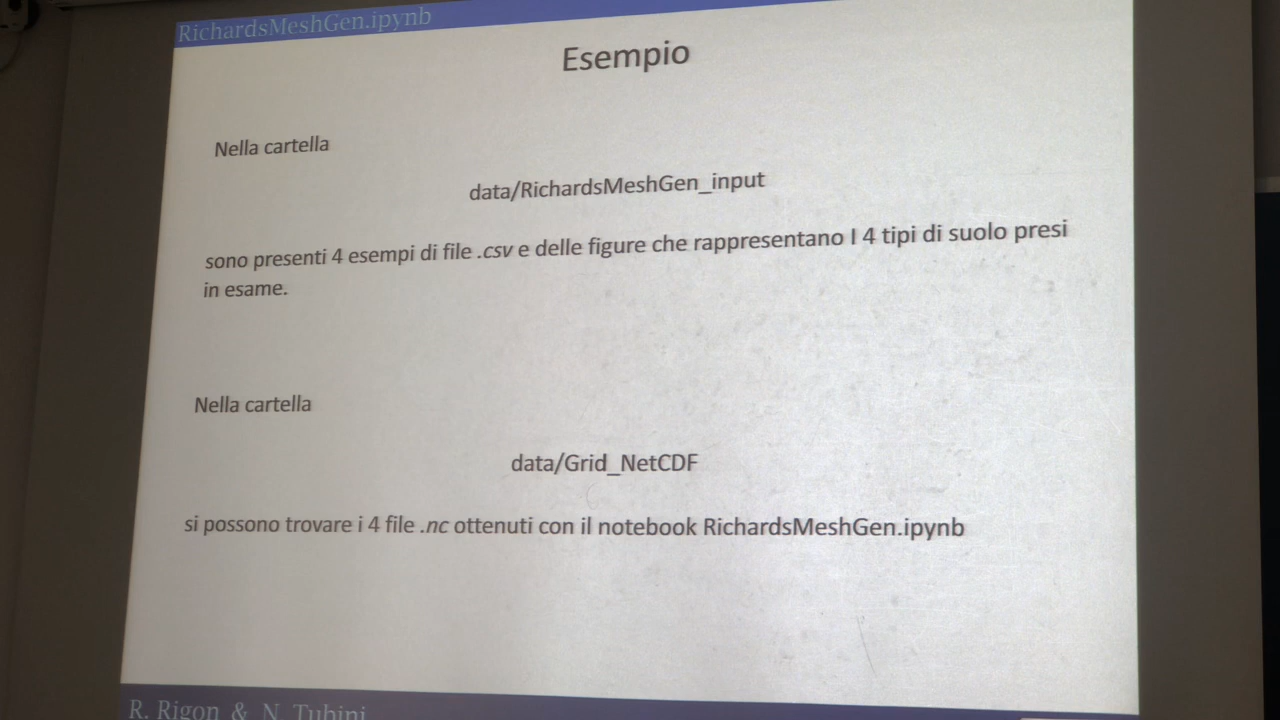 RichardsMeshGen.ipynb
Esempio
Nella cartella
data/RichardsMeshGen_input
sono presenti 4 esempi di file .csv e delle figure che rappresentano I 4 tipi di suolo presi
in esame.
Nella cartella
data/Grid_NetCDF
si possono trovare i 4 file .nc ottenuti con il notebook RichardsMeshGen.ipynb
R. Rigon & N. Tubini